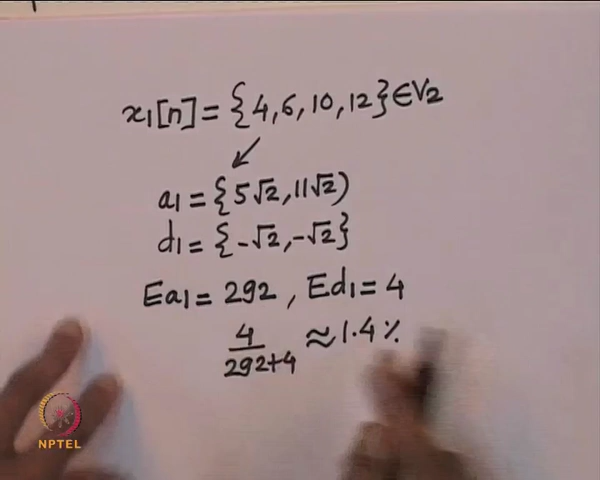 x₁[n] = {4, 6, 10, 12} ∈ V₂
a₁ = {5√2, 11√2)
d₁ = {-√2, -√2}
Ea₁ = 292 , Ed₁ = 4
4
292+4 ≈ 1.4 %
NPTEL